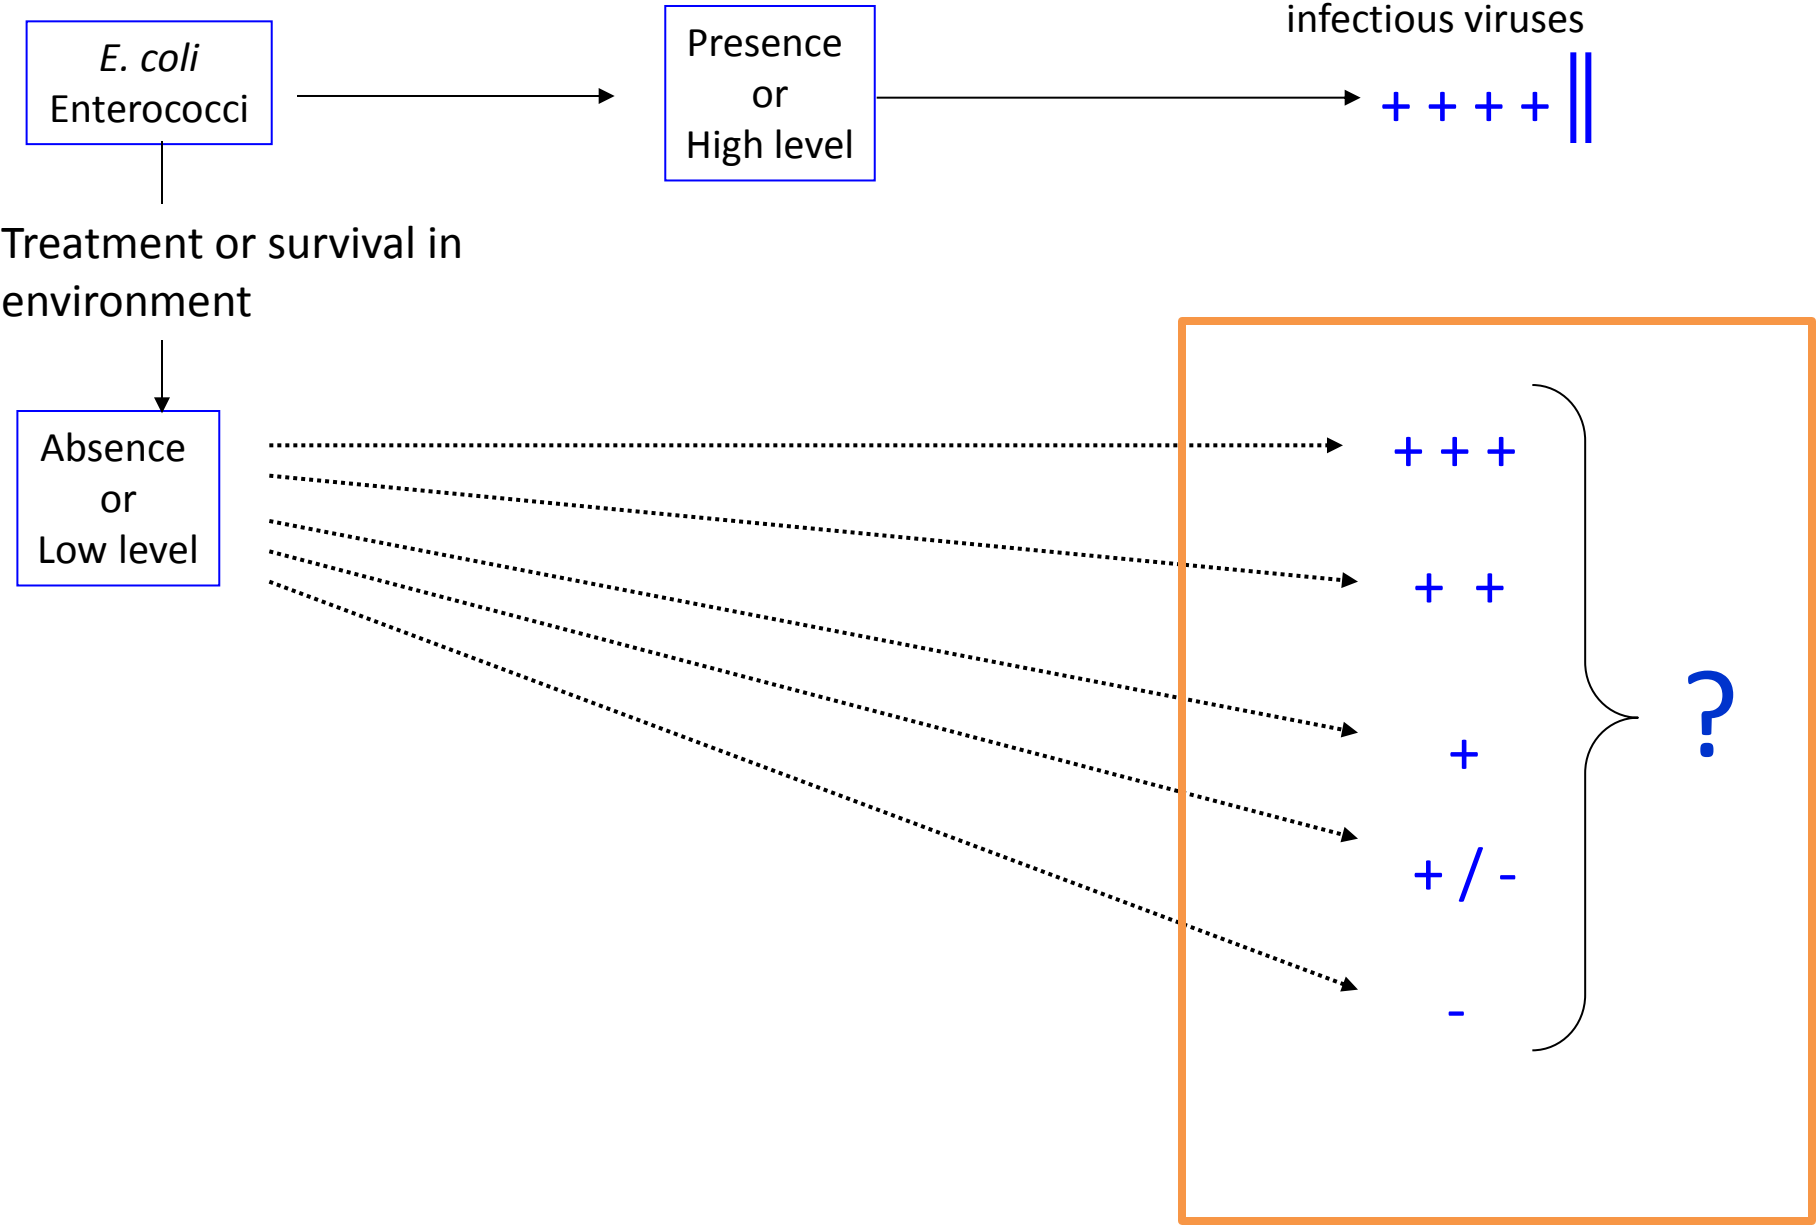 infectious viruses
E. coli
Enterococci
Presence
or
High level
+ + + +
Treatment or survival in
environment
Absence
or
Low level
+ + +
+ +
+
+ / -
-
?